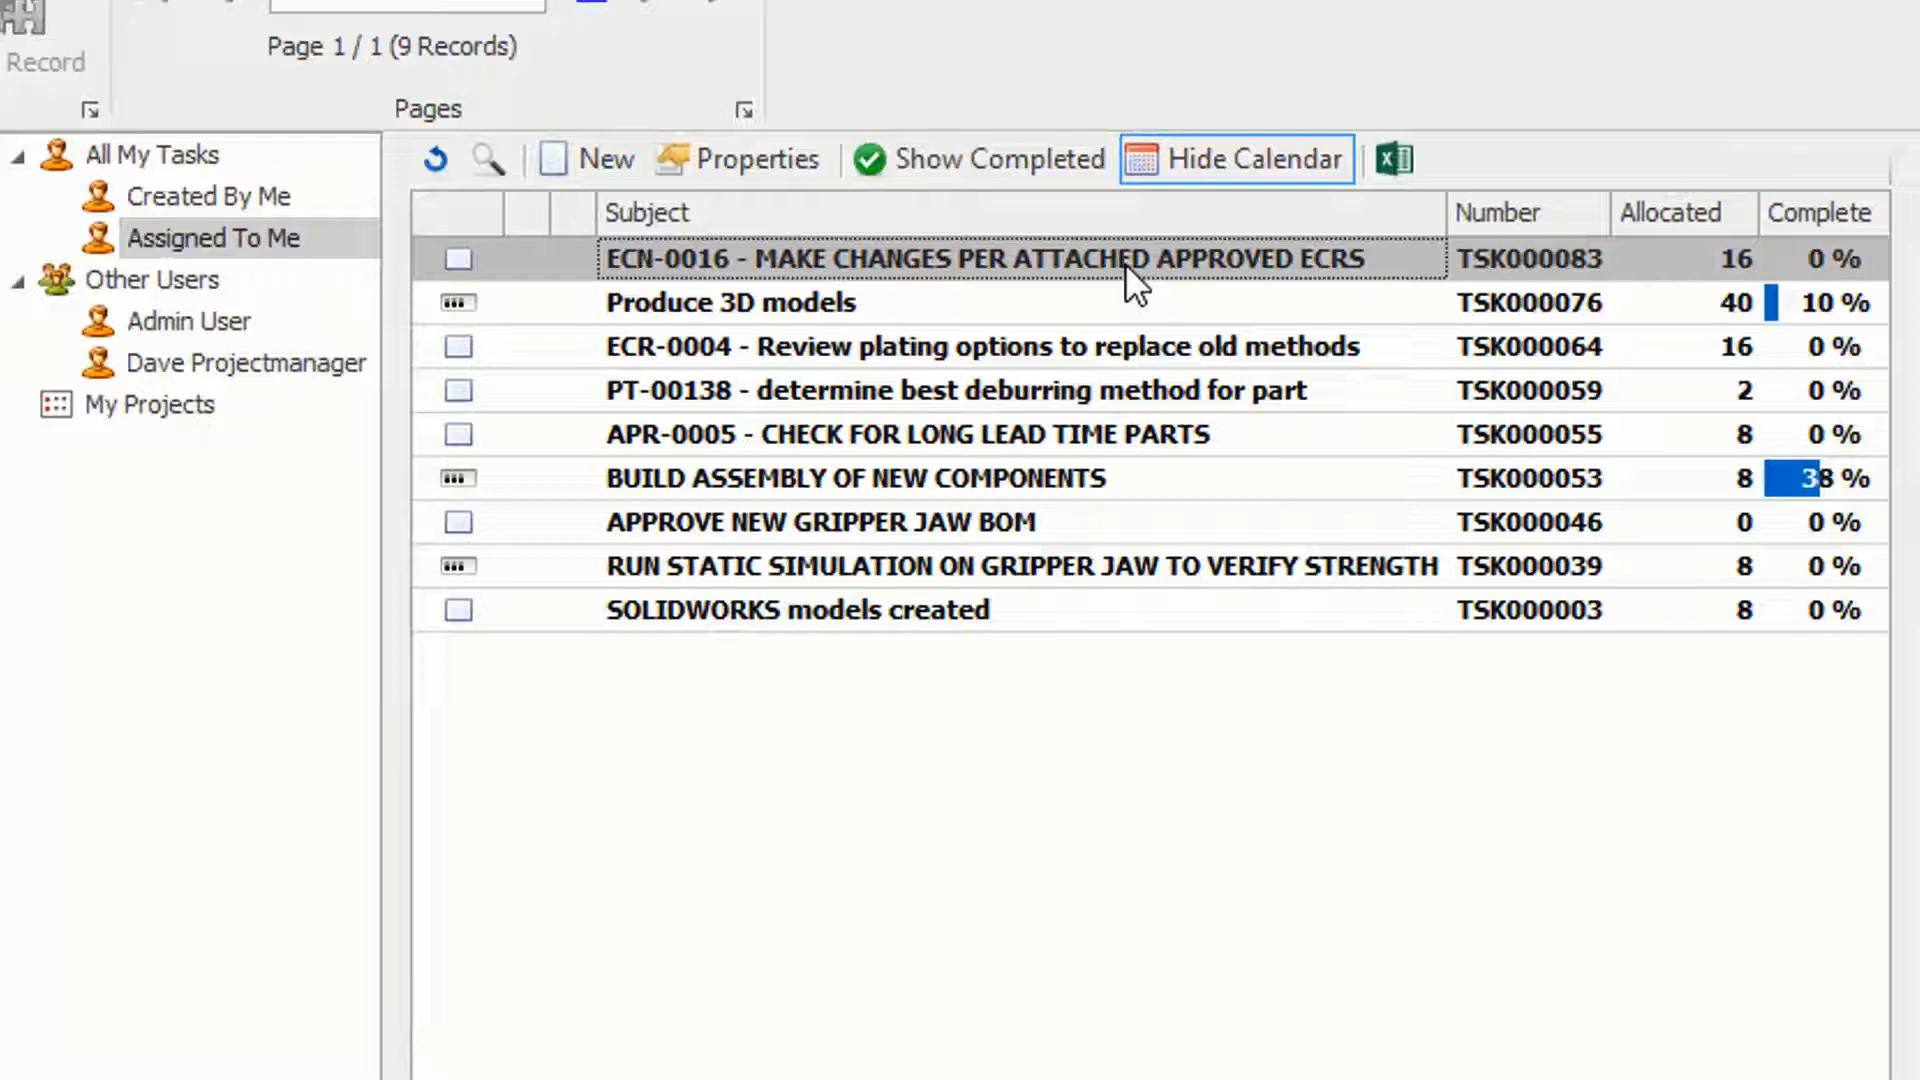 Record
Page 1 / 1 (9 Records)
Pages
All My Tasks
Created By Me
Assigned To Me
Other Users
Admin User
Dave Projectmanager
My Projects
New Properties Show Completed Hide Calendar
Subject Number Allocated Complete
ECN-0016 - MAKE CHANGES PER ATTACHED APPROVED ECRS TSK000083 16 0 %
Produce 3D models TSK000076 40 10 %
ECR-0004 - Review plating options to replace old methods TSK000064 16 0 %
PT-00138 - determine best deburring method for part TSK000059 2 0 %
APR-0005 - CHECK FOR LONG LEAD TIME PARTS TSK000055 8 0 %
BUILD ASSEMBLY OF NEW COMPONENTS TSK000053 8 38 %
APPROVE NEW GRIPPER JAW BOM TSK000046 0 0 %
RUN STATIC SIMULATION ON GRIPPER JAW TO VERIFY STRENGTH TSK000039 8 0 %
SOLIDWORKS models created TSK000003 8 0 %